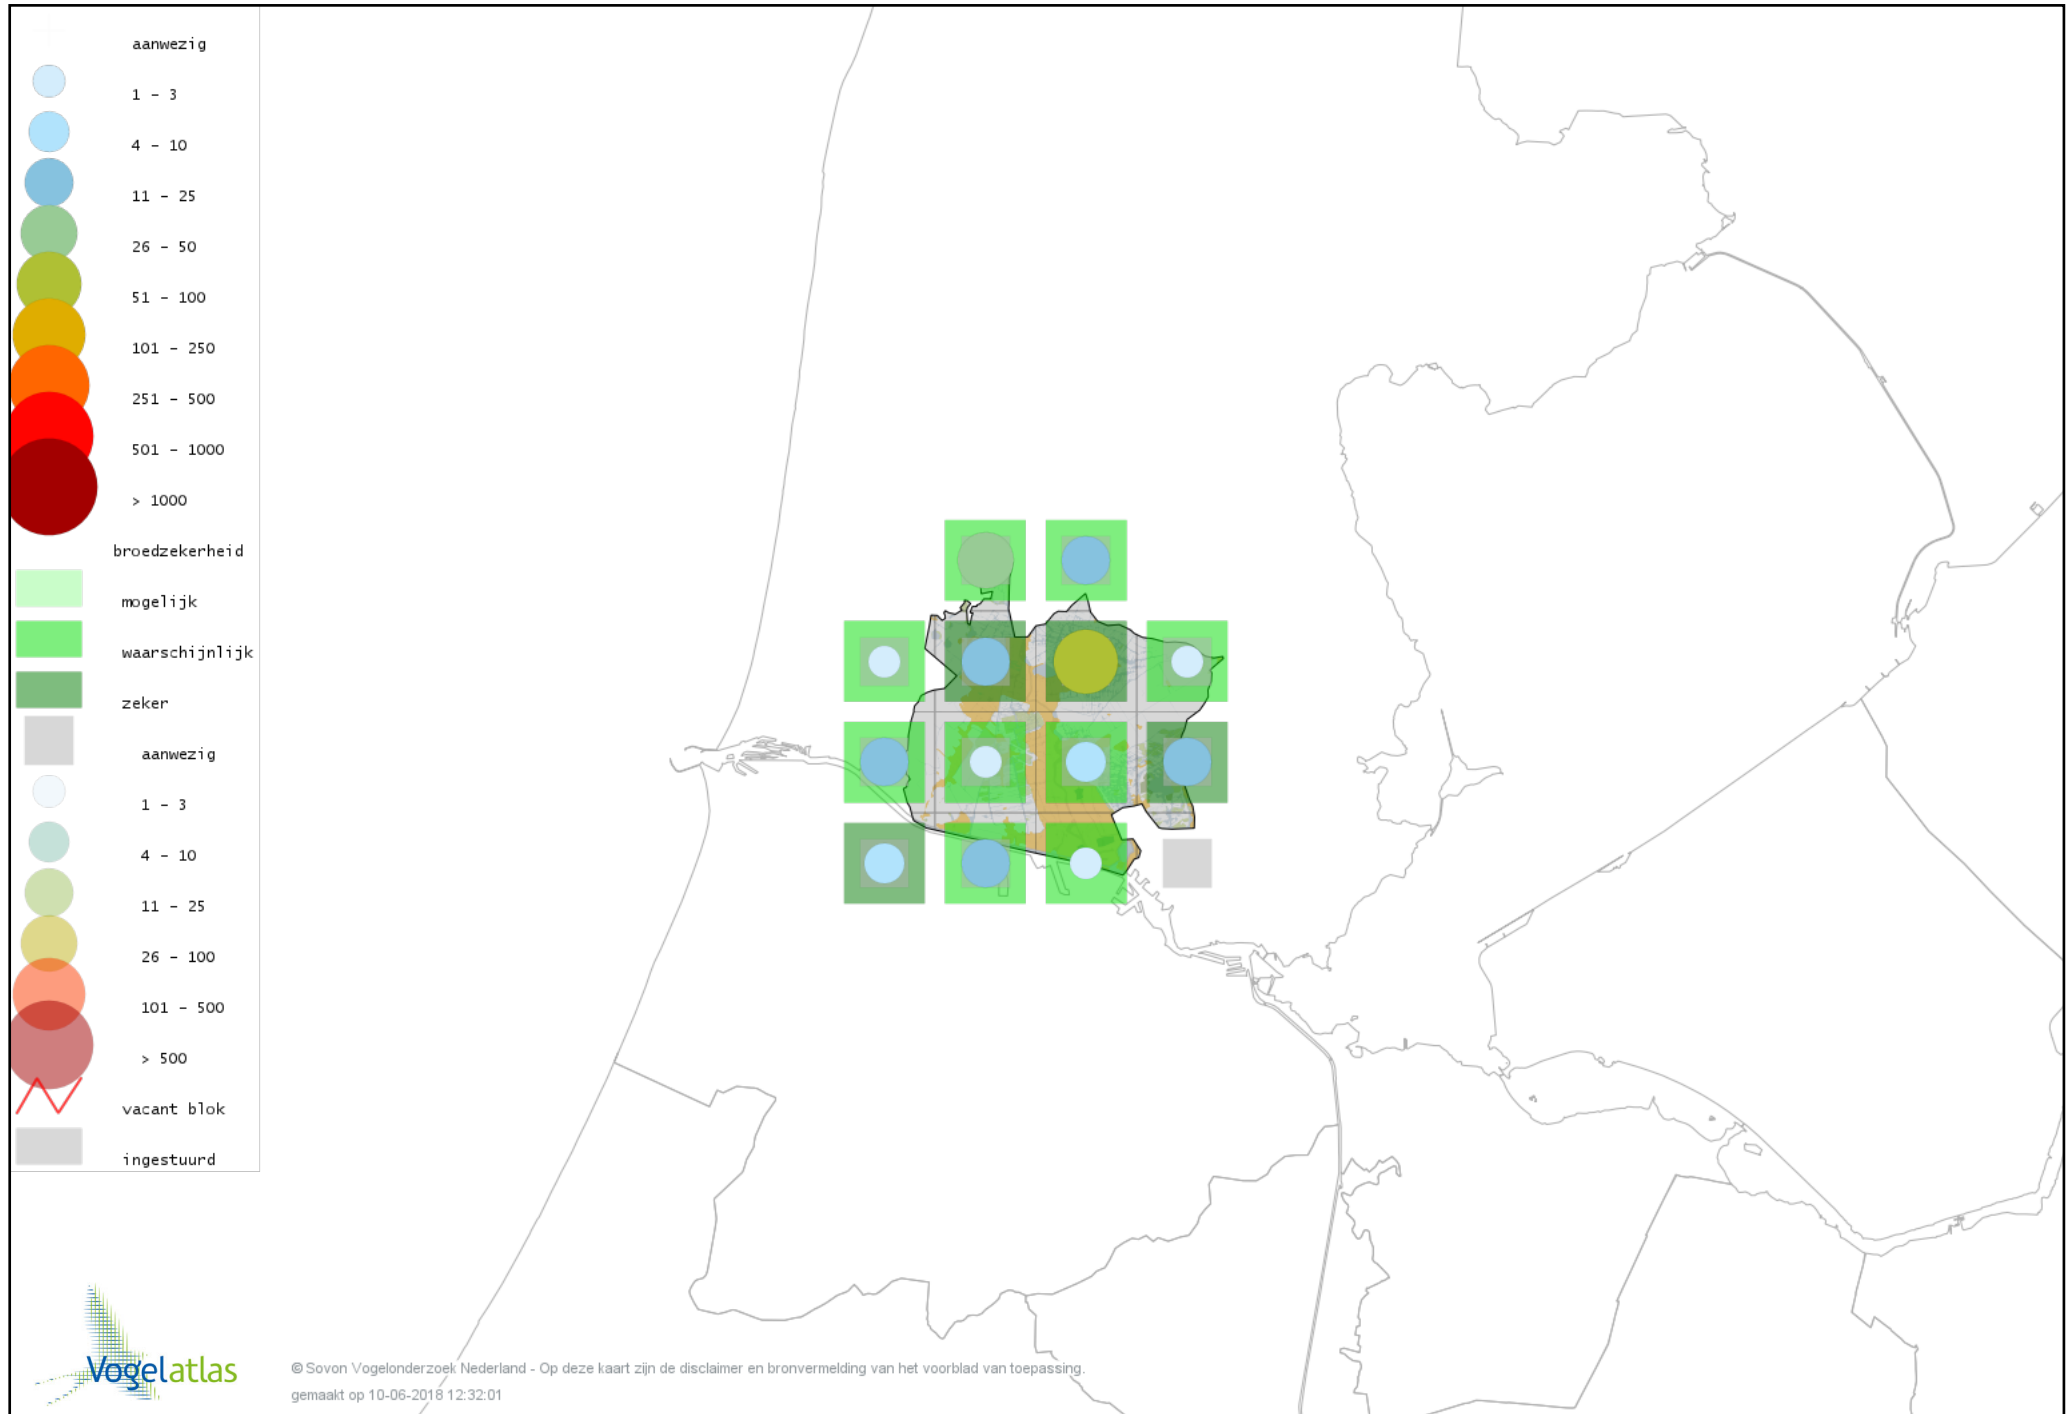 aanwezig
1 – 3
4 – 10
11 – 25
26 – 50
51 – 100
101 – 250
251 – 500
501 – 1000
> 1000
broedzekerheid
mogelijk
waarschijnlijk
zeker
aanwezig
1 – 3
4 – 10
11 – 25
26 – 100
101 – 500
> 500
vacant blok
ingestuurd
Vogelatlas
© Sovon Vogelonderzoek Nederland - Op deze kaart zijn de disclaimer en bronvermelding van het voorblad van toepassing.
gemaakt op 10-06-2018 12:32:01